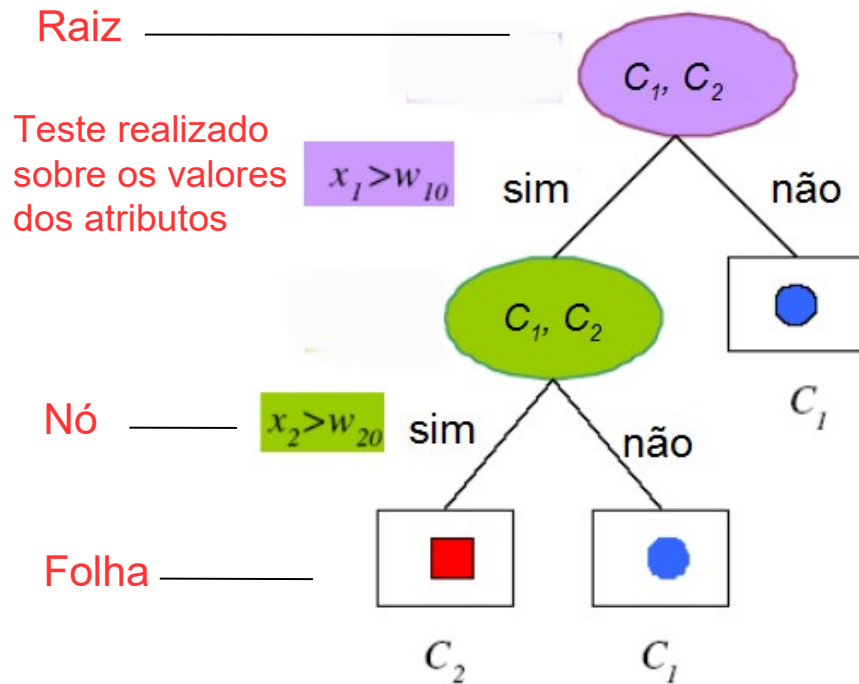 Raiz
C₁, C₂
Teste realizado
sobre os valores
dos atributos
x₁>w₁₀
sim
não
C₁, C₂
C₁
Nó
x₂>w₂₀
sim
não
Folha
C₂
C₁